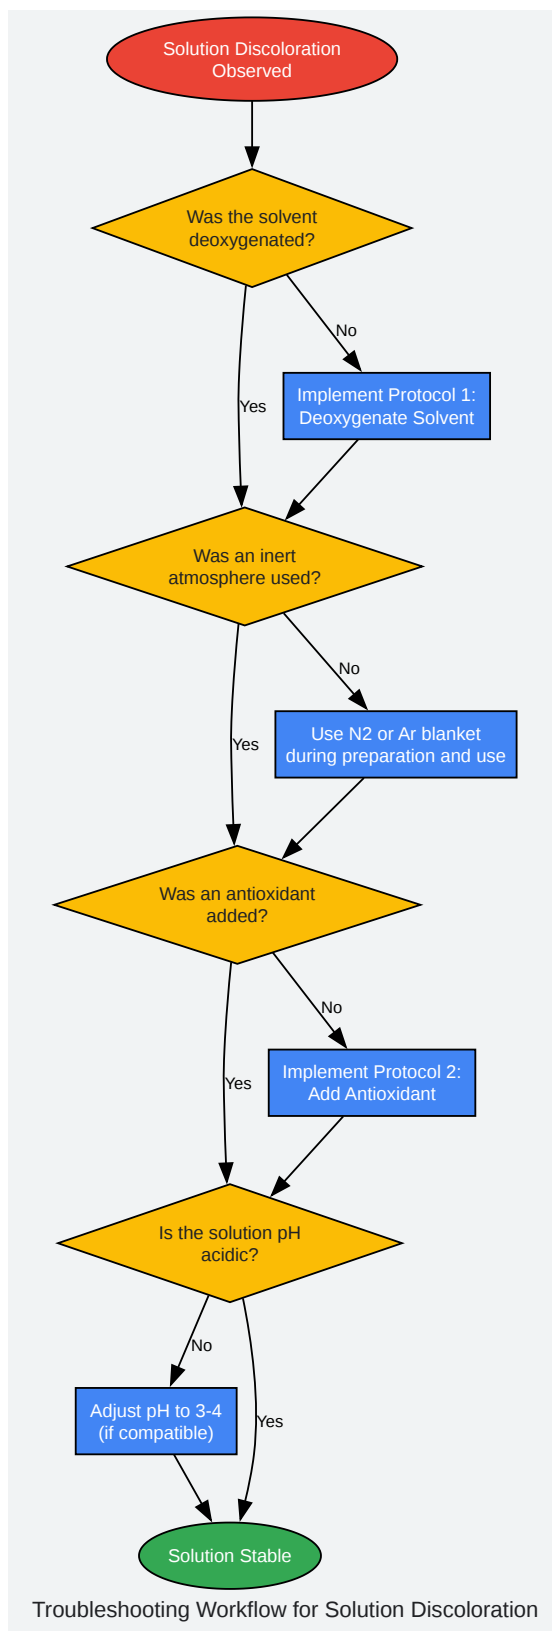 Solution Discoloration
Observed
Was the solvent
deoxygenated?
No
Implement Protocol 1:
Deoxygenate Solvent
Yes
Was an inert
atmosphere used?
No
Use N2 or Ar blanket
during preparation and use
Yes
Was an antioxidant
added?
No
Implement Protocol 2:
Add Antioxidant
Yes
Is the solution pH
acidic?
No
Adjust pH to 3-4
(if compatible)
Yes
Solution Stable
Troubleshooting Workflow for Solution Discoloration